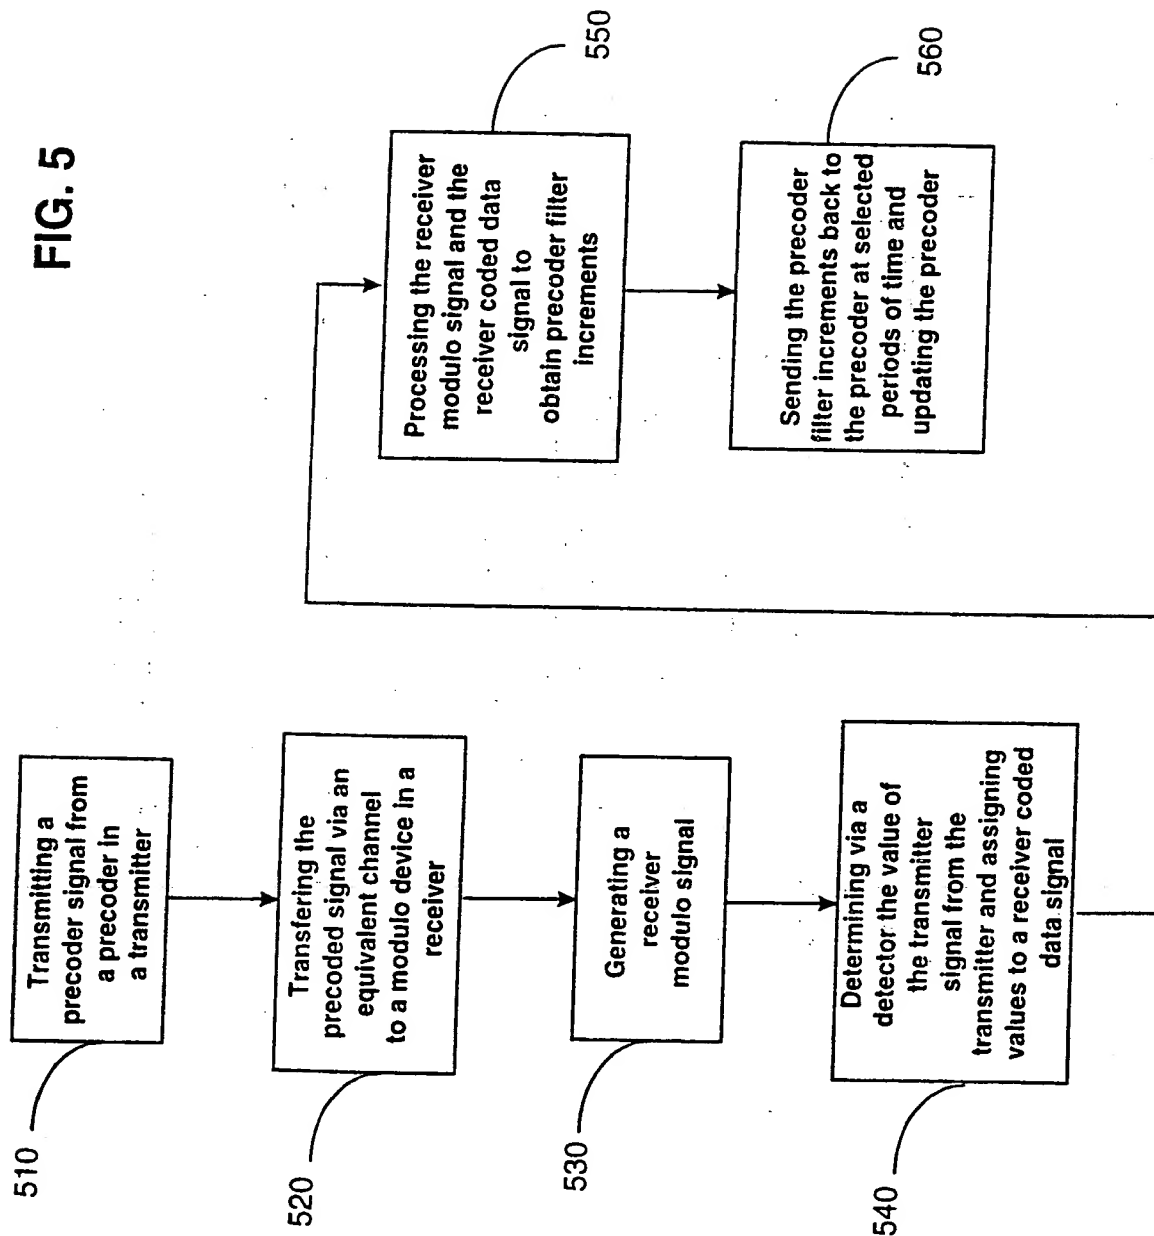 FIG. 5
510
Transmitting a
precoder signal from
a precoder in
a transmitter
520
Transfering the
precoded signal via an
equivalent channel
to a modulo device in a
receiver
530
Generating a
receiver
modulo signal
540
Determining via a
detector the value of
the transmitter
signal from the
transmitter and assigning
values to a receiver coded
data signal
550
Processing the receiver
modulo signal and the
receiver coded data
signal to
obtain precoder filter
increments
560
Sending the precoder
filter increments back to
the precoder at selected
periods of time and
updating the precoder